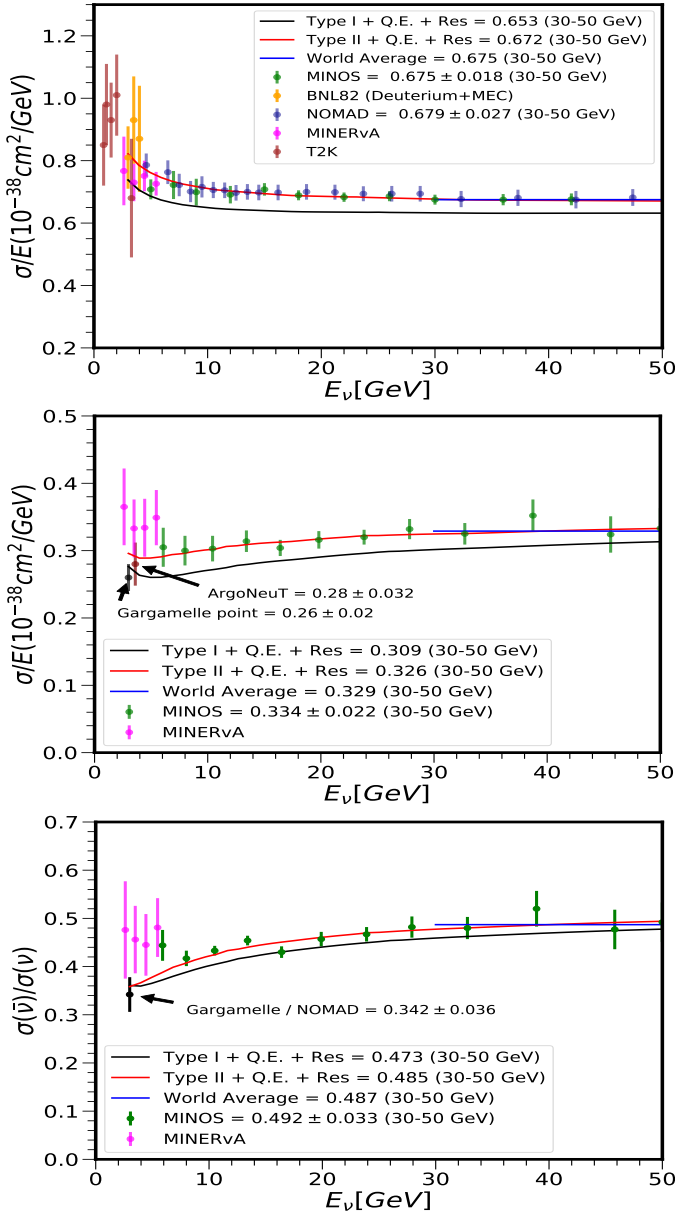 Type I + Q.E. + Res = 0.653 (30-50 GeV)
Type II + Q.E. + Res = 0.672 (30-50 GeV)
World Average = 0.675 (30-50 GeV)
MINOS = 0.675 ± 0.018 (30-50 GeV)
BNL82 (Deuterium+MEC)
NOMAD = 0.679 ± 0.027 (30-50 GeV)
MINERvA
T2K
σ/E(10⁻³⁸cm²/GeV)
1.2
1.0
0.8
0.6
0.4
0.2
0 10 20 30 40 50
Eν[GeV]
σ/E(10⁻³⁸cm²/GeV)
0.5
0.4
0.3
0.2
0.1
0.0
ArgoNeuT = 0.28 ± 0.032
Gargamelle point = 0.26 ± 0.02
Type I + Q.E. + Res = 0.309 (30-50 GeV)
Type II + Q.E. + Res = 0.326 (30-50 GeV)
World Average = 0.329 (30-50 GeV)
MINOS = 0.334 ± 0.022 (30-50 GeV)
MINERvA
0 10 20 30 40 50
Eν[GeV]
σ(ν̄)/σ(ν)
0.7
0.6
0.5
0.4
0.3
0.2
0.1
0.0
Gargamelle / NOMAD = 0.342 ± 0.036
Type I + Q.E. + Res = 0.473 (30-50 GeV)
Type II + Q.E. + Res = 0.485 (30-50 GeV)
World Average = 0.487 (30-50 GeV)
MINOS = 0.492 ± 0.033 (30-50 GeV)
MINERvA
0 10 20 30 40 50
Eν[GeV]